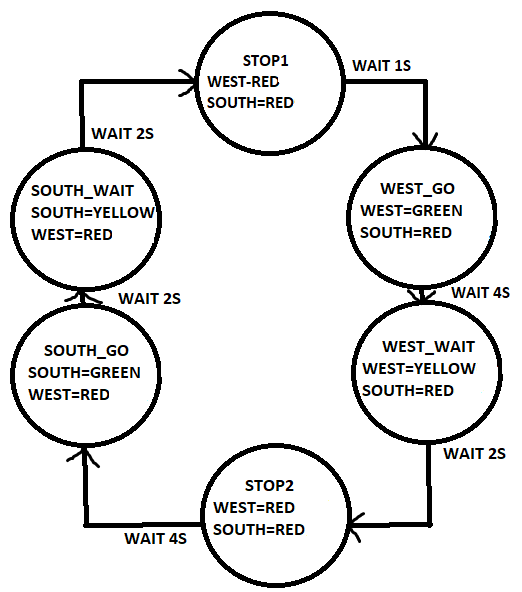 STOP1
WEST-RED
SOUTH=RED
WAIT 1S
WEST_GO
WEST=GREEN
SOUTH=RED
WAIT 4S
WEST_WAIT
WEST=YELLOW
SOUTH=RED
WAIT 2S
STOP2
WEST=RED
SOUTH=RED
WAIT 4S
SOUTH_GO
SOUTH=GREEN
WEST=RED
WAIT 2S
SOUTH_WAIT
SOUTH=YELLOW
WEST=RED
WAIT 2S